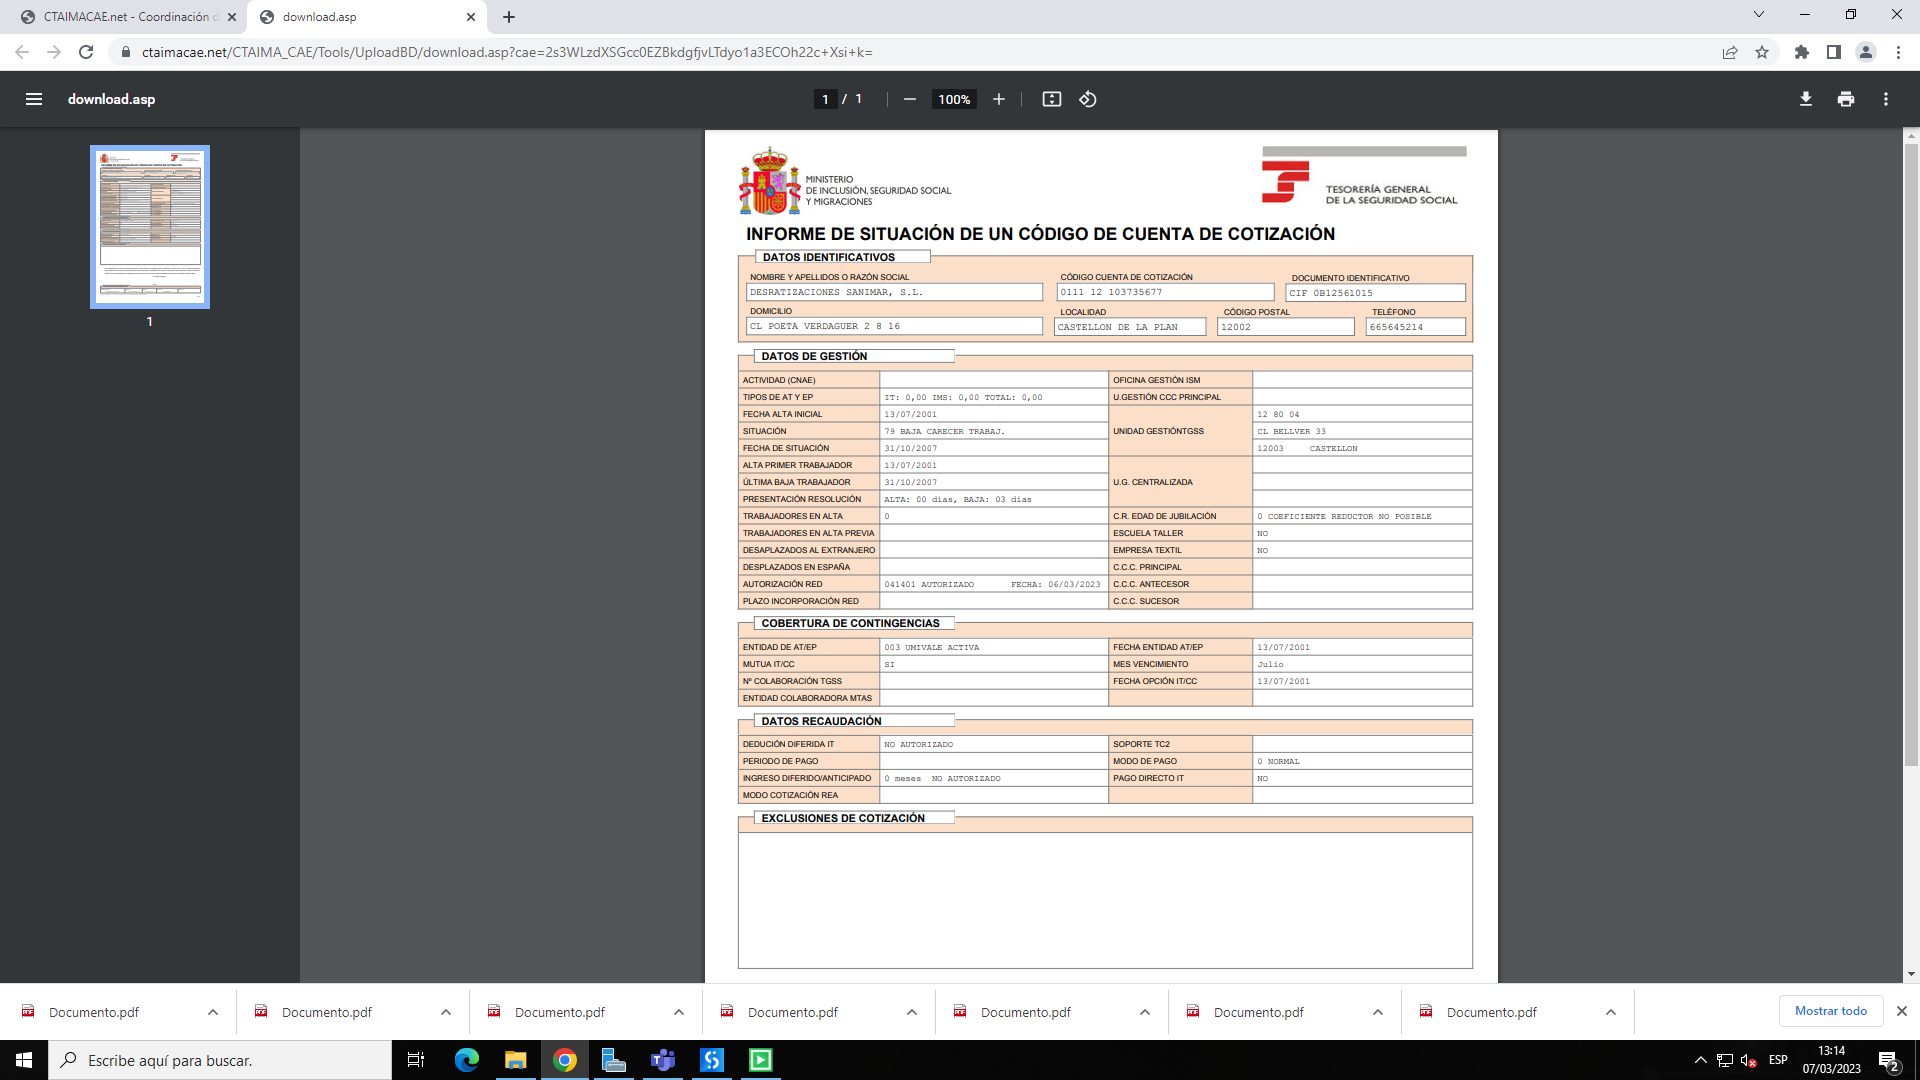 CTAIMACAE.net - Coordinación d
download.asp
ctaimacae.net/CTAIMA_CAE/Tools/UploadBD/download.asp?cae=2s3WLzdXSGcc0EZBkdgfjvLTdyo1a3ECOh22c+Xsi+k=
download.asp
1 / 1
100%
1
MINISTERIO
DE INCLUSIÓN, SEGURIDAD SOCIAL
Y MIGRACIONES
TESORERÍA GENERAL
DE LA SEGURIDAD SOCIAL
INFORME DE SITUACIÓN DE UN CÓDIGO DE CUENTA DE COTIZACIÓN
DATOS IDENTIFICATIVOS
NOMBRE Y APELLIDOS O RAZÓN SOCIAL CÓDIGO CUENTA DE COTIZACIÓN DOCUMENTO IDENTIFICATIVO
DESRATIZACIONES SANIMAR, S.L. 0111 12 103735677 CIF 0B12561015
DOMICILIO LOCALIDAD CÓDIGO POSTAL TELÉFONO
CL POETA VERDAGUER 2 8 16 CASTELLON DE LA PLAN 12002 665645214
DATOS DE GESTIÓN
ACTIVIDAD (CNAE) OFICINA GESTIÓN ISM
TIPOS DE AT Y EP IT: 0,00 IMS: 0,00 TOTAL: 0,00 U.GESTIÓN CCC PRINCIPAL
FECHA ALTA INICIAL 13/07/2001 12 80 04
SITUACIÓN 79 BAJA CARECER TRABAJ. UNIDAD GESTIÓNTGSS CL BELLVER 33
FECHA DE SITUACIÓN 31/10/2007 12003 CASTELLON
ALTA PRIMER TRABAJADOR 13/07/2001
ÚLTIMA BAJA TRABAJADOR 31/10/2007 U.G. CENTRALIZADA
PRESENTACIÓN RESOLUCIÓN ALTA: 00 días, BAJA: 03 días
TRABAJADORES EN ALTA 0 C.R. EDAD DE JUBILACIÓN 0 COEFICIENTE REDUCTOR NO POSIBLE
TRABAJADORES EN ALTA PREVIA ESCUELA TALLER NO
DESAPLAZADOS AL EXTRANJERO EMPRESA TEXTIL NO
DESPLAZADOS EN ESPAÑA C.C.C. PRINCIPAL
AUTORIZACIÓN RED 041401 AUTORIZADO FECHA: 06/03/2023 C.C.C. ANTECESOR
PLAZO INCORPORACIÓN RED C.C.C. SUCESOR
COBERTURA DE CONTINGENCIAS
ENTIDAD DE AT/EP 003 UMIVALE ACTIVA FECHA ENTIDAD AT/EP 13/07/2001
MUTUA IT/CC SI MES VENCIMIENTO Julio
Nº COLABORACIÓN TGSS FECHA OPCIÓN IT/CC 13/07/2001
ENTIDAD COLABORADORA MTAS
DATOS RECAUDACIÓN
DEDUCIÓN DIFERIDA IT NO AUTORIZADO SOPORTE TC2
PERIODO DE PAGO MODO DE PAGO 0 NORMAL
INGRESO DIFERIDO/ANTICIPADO 0 meses NO AUTORIZADO PAGO DIRECTO IT NO
MODO COTIZACIÓN REA
EXCLUSIONES DE COTIZACIÓN
Documento.pdf Documento.pdf Documento.pdf Documento.pdf Documento.pdf Documento.pdf Documento.pdf Mostrar todo
Escribe aquí para buscar.
ESP
13:14
07/03/2023
2